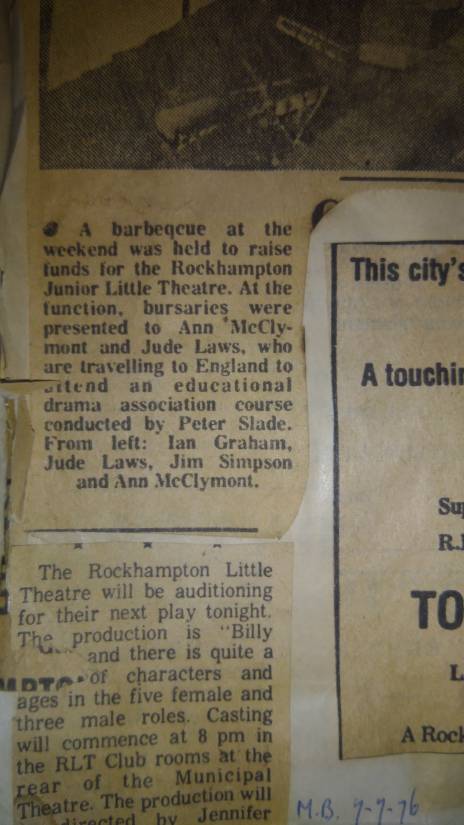 A barbeqcue at the
weekend was held to raise
funds for the Rockhampton
Junior Little Theatre. At the
function, bursaries were
presented to Ann McCly-
mont and Jude Laws, who
are travelling to England to
attend an educational
drama association course
conducted by Peter Slade.
From left: Ian Graham,
Jude Laws, Jim Simpson
and Ann McClymont.
The Rockhampton Little
Theatre will be auditioning
for their next play tonight.
The production is "Billy
and there is quite a
of characters and
ages in the five female and
three male roles. Casting
will commence at 8 pm in
the RLT Club rooms at the
rear of the Municipal
Theatre. The production will
directed by Jennifer
This city's
A touchin
Sup
R.L
TO
L
A Rock
M.B. 7-7-76